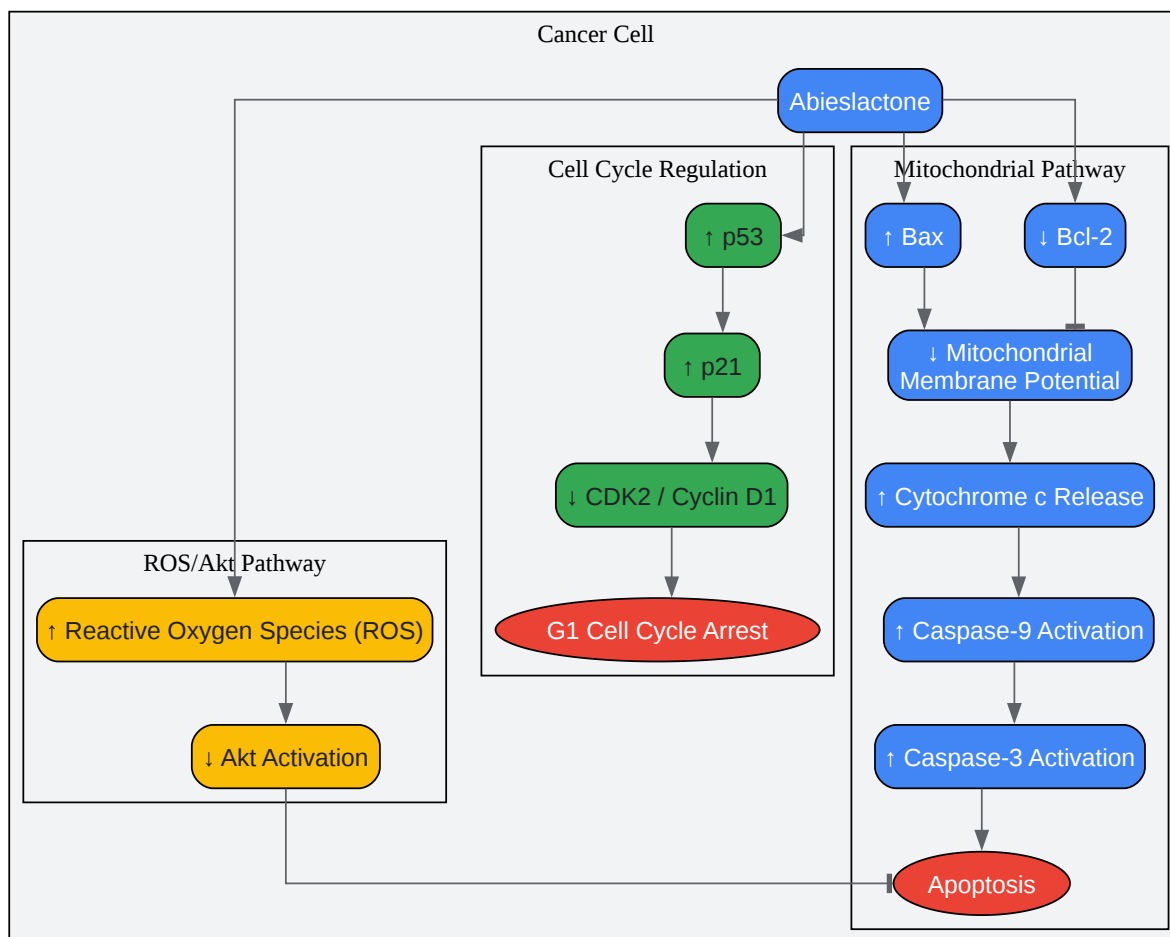 Cancer Cell
Abieslactone
Cell Cycle Regulation
Mitochondrial Pathway
↑ p53
↑ Bax
↓ Bcl-2
↑ p21
↓ Mitochondrial
Membrane Potential
↓ CDK2 / Cyclin D1
↑ Cytochrome c Release
ROS/Akt Pathway
↑ Reactive Oxygen Species (ROS)
G1 Cell Cycle Arrest
↑ Caspase-9 Activation
↓ Akt Activation
↑ Caspase-3 Activation
Apoptosis